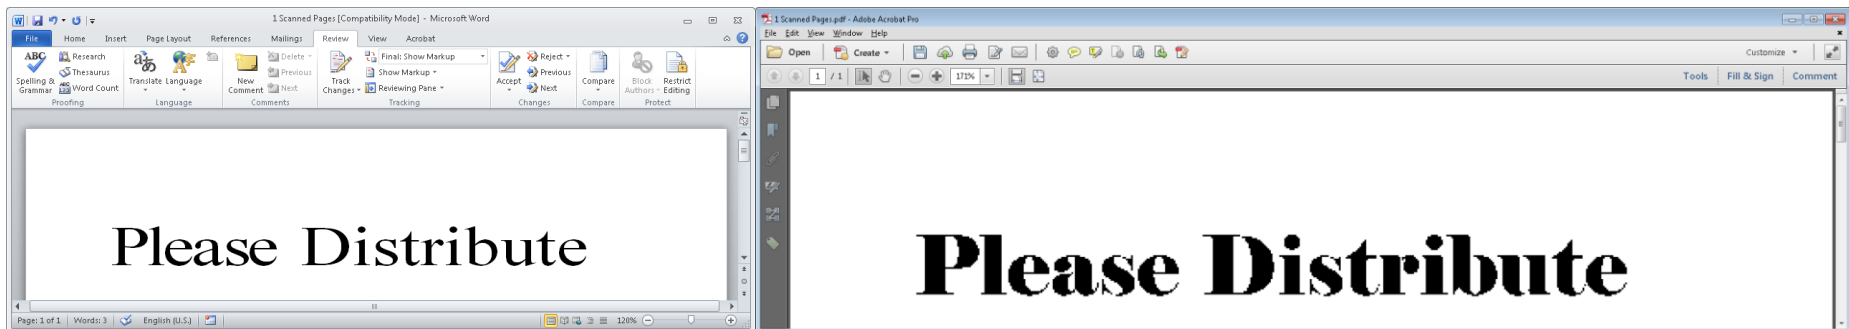 1 Scanned Pages [Compatibility Mode] - Microsoft Word
File Home Insert Page Layout References Mailings Review View Acrobat
ABC Spelling & Grammar
Research
Thesaurus
Word Count
Proofing
Translate Language
Language
New Comment
Delete
Previous
Next
Comments
Track Changes
Final: Show Markup
Show Markup
Reviewing Pane
Tracking
Accept
Reject
Previous
Next
Changes
Compare
Compare
Block Authors
Restrict Editing
Protect
Please Distribute
Page: 1 of 1 Words: 3 English (U.S.) 120%
1 Scanned Pages.pdf - Adobe Acrobat Pro
File Edit View Window Help
Open Create Customize
1 / 1 171% Tools Fill & Sign Comment
Please Distribute